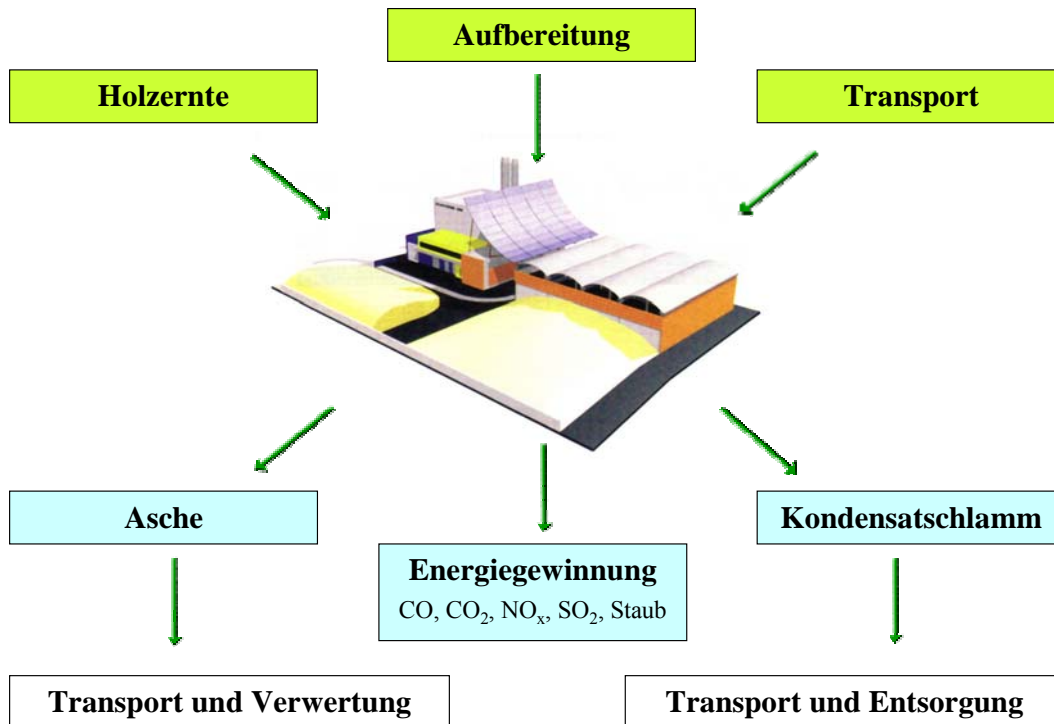 Aufbereitung
Holzernte
Transport
Asche
Kondensatschlamm
Energiegewinnung
CO, CO₂, NOₓ, SO₂, Staub
Transport und Verwertung
Transport und Entsorgung